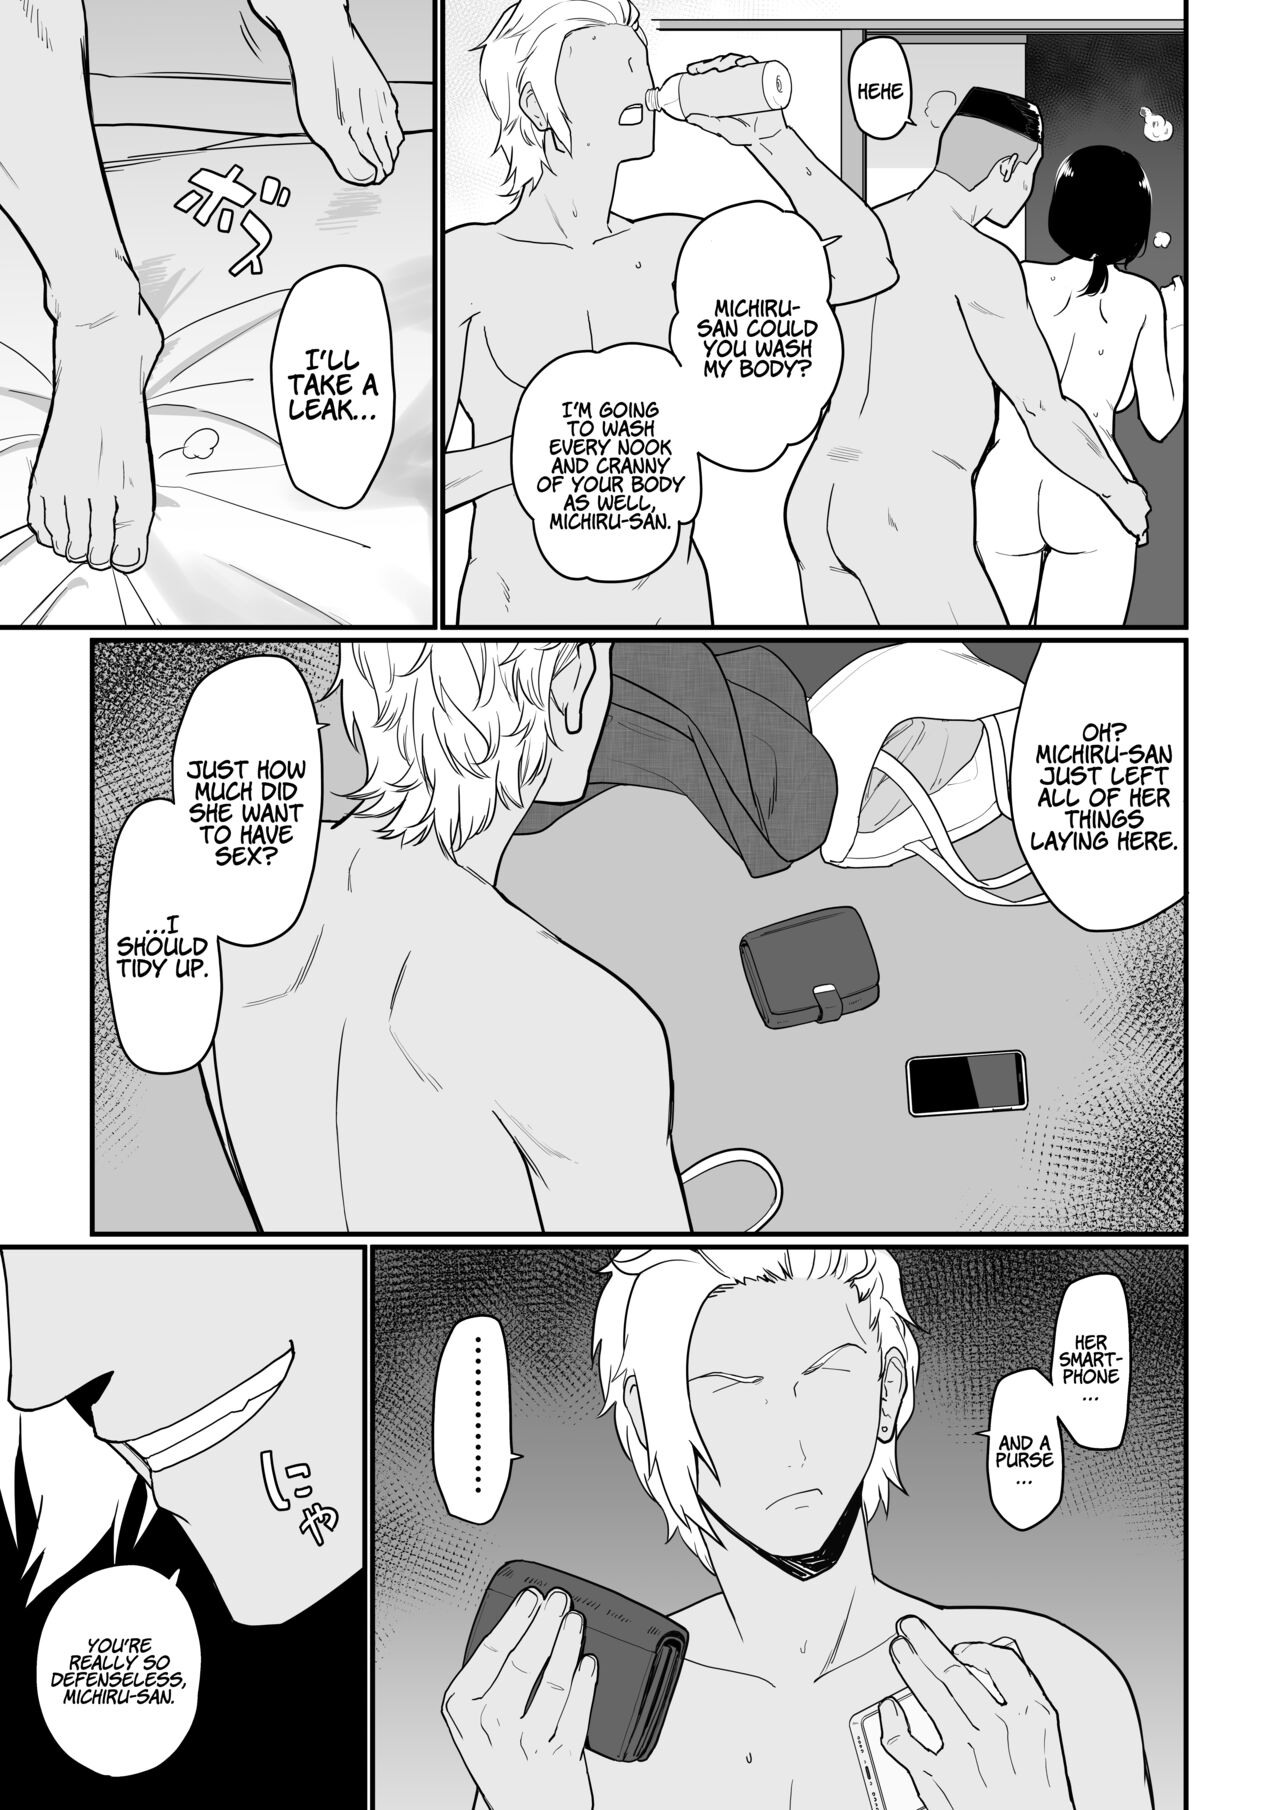 HEHE
MICHIRU-
SAN COULD
YOU WASH
MY BODY?
I'M GOING
TO WASH
EVERY NOOK
AND CRANNY
OF YOUR BODY
AS WELL,
MICHIRU-SAN.
ボスッ
I'LL
TAKE A
LEAK...
OH?
MICHIRU-SAN
JUST LEFT
ALL OF HER
THINGS
LAYING HERE.
JUST HOW
MUCH DID
SHE WANT
TO HAVE
SEX?
...I
SHOULD
TIDY UP.
HER
SMART-
PHONE
...
AND A
PURSE
...
..........
にゃ
YOU'RE
REALLY SO
DEFENSELESS,
MICHIRU-SAN.